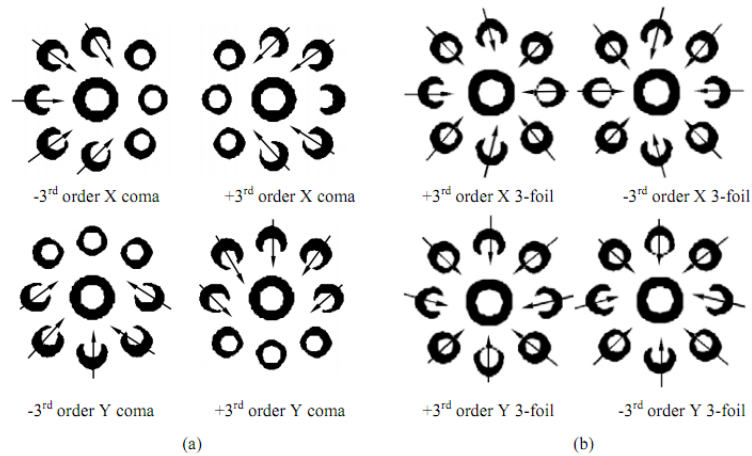 -3rd order X coma +3rd order X coma +3rd order X 3-foil -3rd order X 3-foil
-3rd order Y coma +3rd order Y coma +3rd order Y 3-foil -3rd order Y 3-foil
(a) (b)